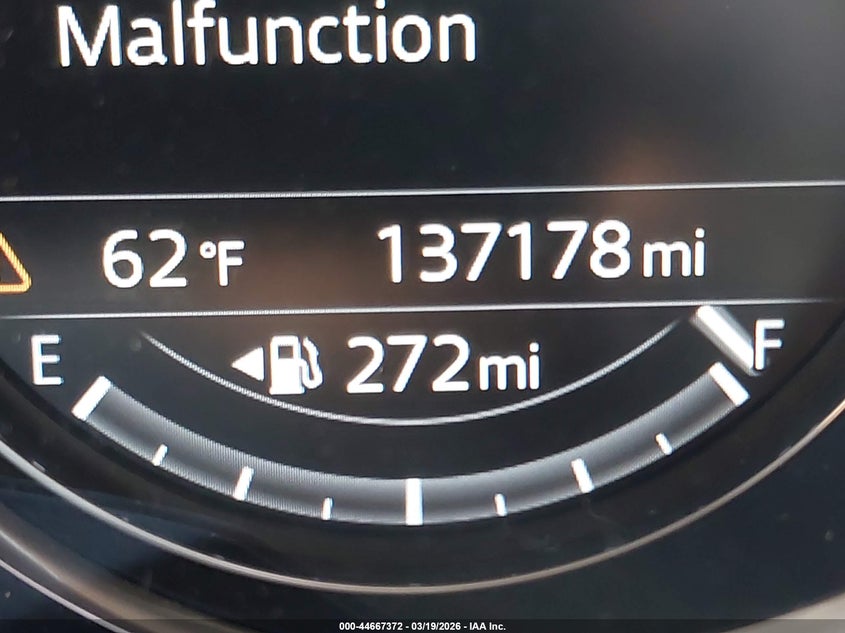 Malfunction
62 °F 137178 mi
E 272 mi F
000-44667372 - 03/19/2026 - IAA Inc.